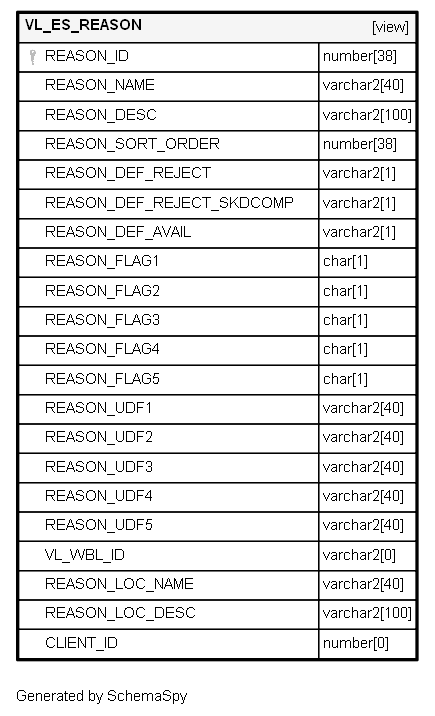 VL_ES_REASON [view]
REASON_ID number[38]
REASON_NAME varchar2[40]
REASON_DESC varchar2[100]
REASON_SORT_ORDER number[38]
REASON_DEF_REJECT varchar2[1]
REASON_DEF_REJECT_SKDCOMP varchar2[1]
REASON_DEF_AVAIL varchar2[1]
REASON_FLAG1 char[1]
REASON_FLAG2 char[1]
REASON_FLAG3 char[1]
REASON_FLAG4 char[1]
REASON_FLAG5 char[1]
REASON_UDF1 varchar2[40]
REASON_UDF2 varchar2[40]
REASON_UDF3 varchar2[40]
REASON_UDF4 varchar2[40]
REASON_UDF5 varchar2[40]
VL_WBL_ID varchar2[0]
REASON_LOC_NAME varchar2[40]
REASON_LOC_DESC varchar2[100]
CLIENT_ID number[0]
Generated by SchemaSpy